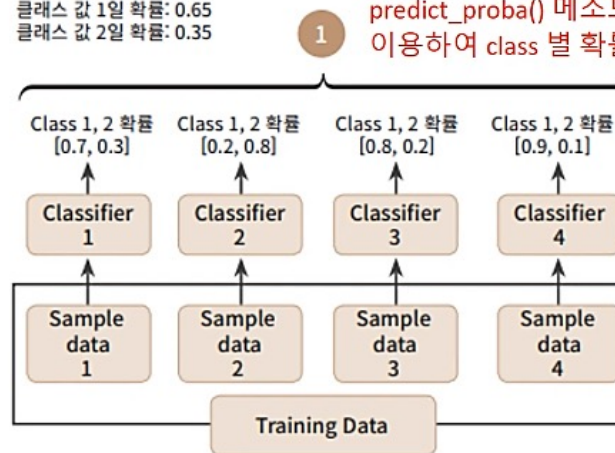 클래스 값 1일 확률: 0.65
클래스 값 2일 확률: 0.35
1
predict_proba()
이용하여 class 별
Class 1, 2 확률 Class 1, 2 확률 Class 1, 2 확률 Class 1, 2 확률
[0.7, 0.3] [0.2, 0.8] [0.8, 0.2] [0.9, 0.1]
Classifier Classifier Classifier Classifier
1 2 3 4
Sample Sample Sample Sample
data data data data
1 2 3 4
Training Data